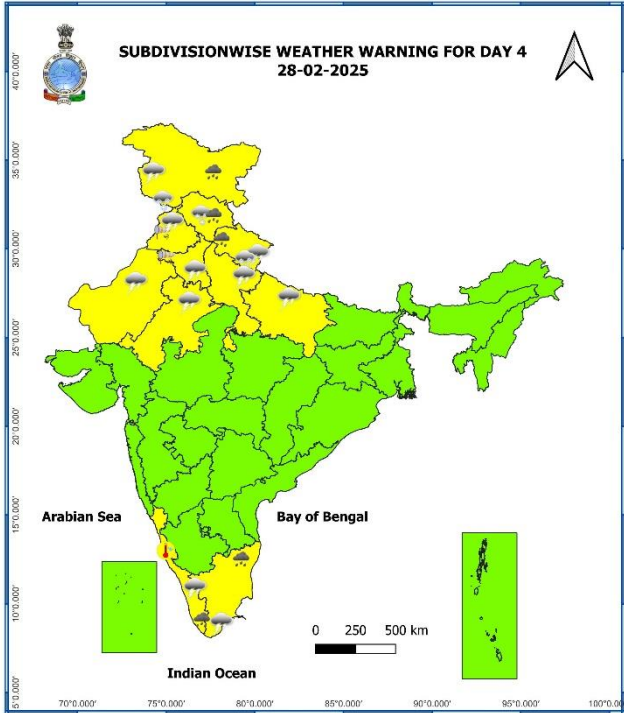 SUBDIVISIONWISE WEATHER WARNING FOR DAY 4
28-02-2025
40°0.000'
35°0.000'
30°0.000'
25°0.000'
20°0.000'
15°0.000'
10°0.000'
5°0.000'
Arabian Sea
Bay of Bengal
0 250 500 km
Indian Ocean
70°0.000' 75°0.000' 80°0.000' 85°0.000' 90°0.000' 95°0.000' 100°0.00